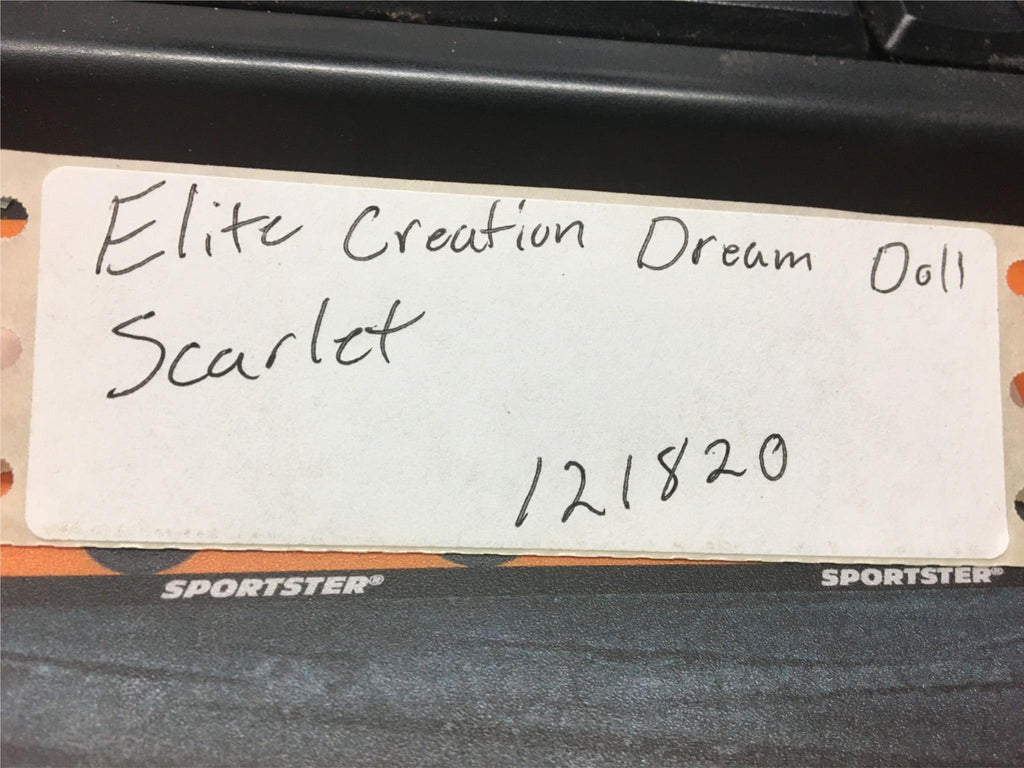 Elite Creation Dream Doll
Scarlet
121820
SPORTSTER® SPORTSTER®